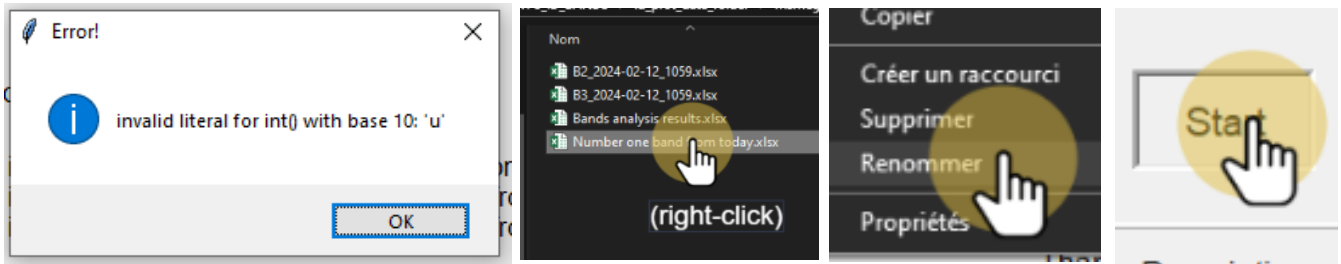 Error!
invalid literal for int() with base 10: 'u'
OK
Nom
B2_2024-02-12_1059.xlsx
B3_2024-02-12_1059.xlsx
Bands analysis results.xlsx
Number one band from today.xlsx
(right-click)
Copier
Créer un raccourci
Supprimer
Renommer
Propriétés
Start